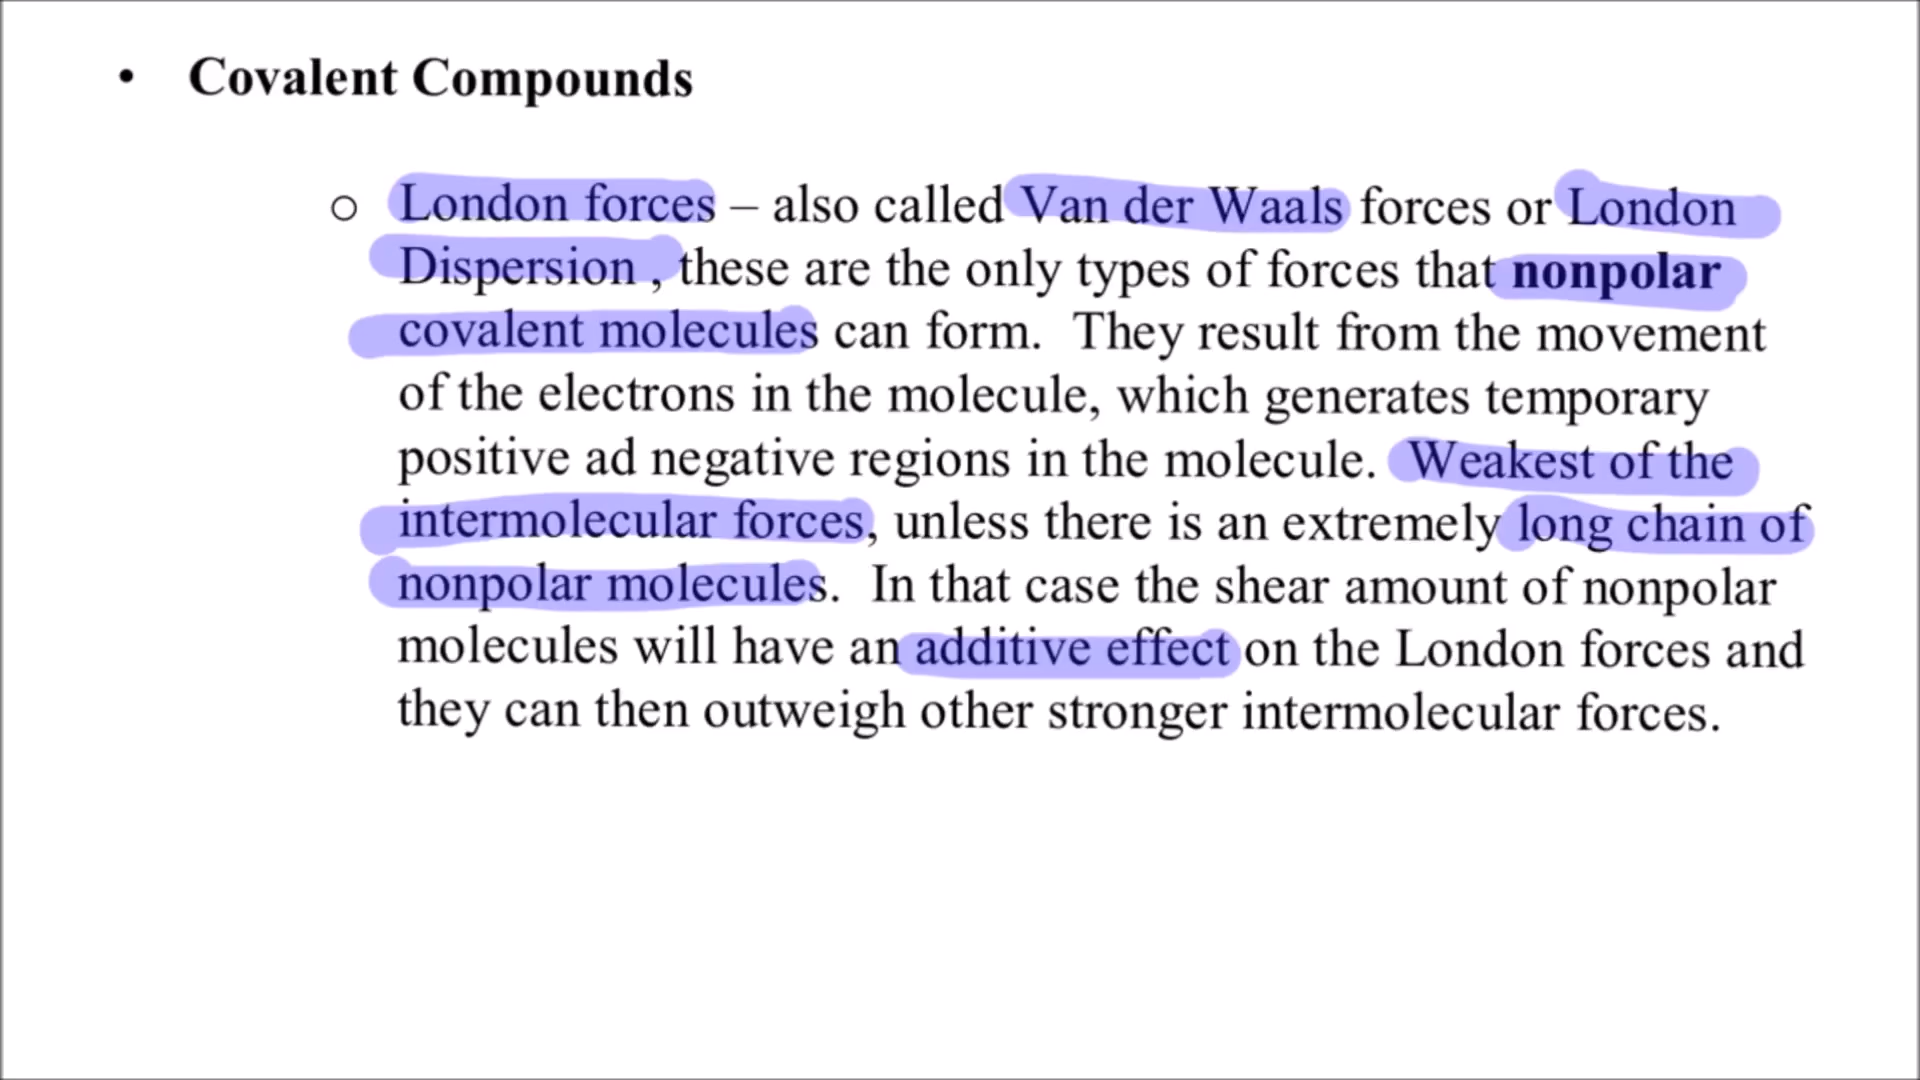 • Covalent Compounds
o London forces – also called Van der Waals forces or London
Dispersion , these are the only types of forces that nonpolar
covalent molecules can form. They result from the movement
of the electrons in the molecule, which generates temporary
positive ad negative regions in the molecule. Weakest of the
intermolecular forces, unless there is an extremely long chain of
nonpolar molecules. In that case the shear amount of nonpolar
molecules will have an additive effect on the London forces and
they can then outweigh other stronger intermolecular forces.